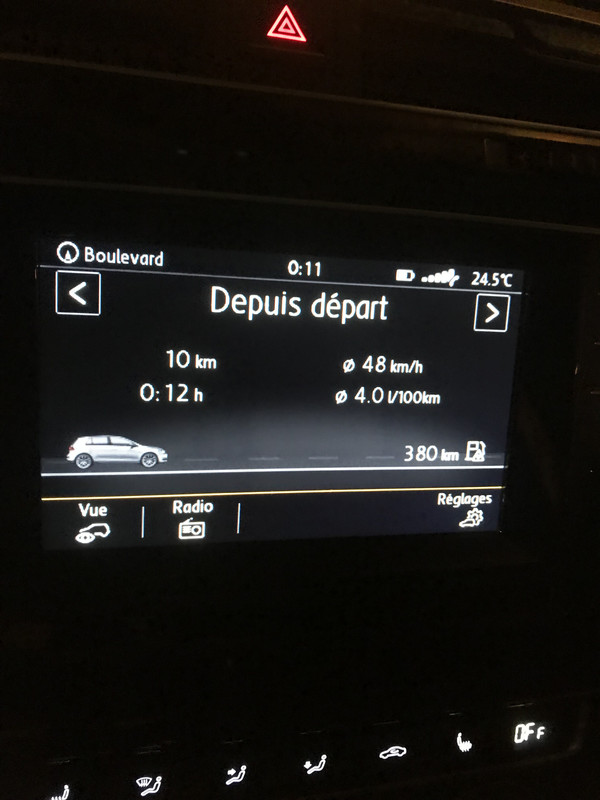 Boulevard 0:11 24.5°C
< Depuis départ >
10 km ⌀ 48 km/h
0:12 h ⌀ 4.0 l/100km
380 km
Vue Radio Réglages
OFF